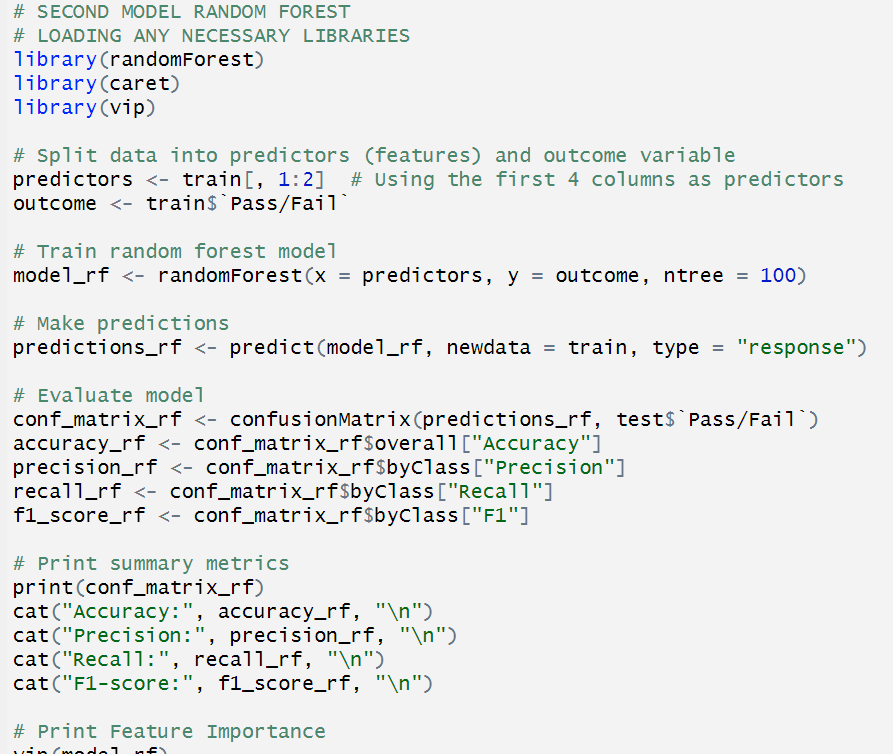 # SECOND MODEL RANDOM FOREST
# LOADING ANY NECESSARY LIBRARIES
library(randomForest)
library(caret)
library(vip)
# Split data into predictors (features) and outcome variable
predictors <- train[, 1:2]  # Using the first 4 columns as predictors
outcome <- train$`Pass/Fail`
# Train random forest model
model_rf <- randomForest(x = predictors, y = outcome, ntree = 100)
# Make predictions
predictions_rf <- predict(model_rf, newdata = train, type = "response")
# Evaluate model
conf_matrix_rf <- confusionMatrix(predictions_rf, test$`Pass/Fail`)
accuracy_rf <- conf_matrix_rf$overall["Accuracy"]
precision_rf <- conf_matrix_rf$byClass["Precision"]
recall_rf <- conf_matrix_rf$byClass["Recall"]
f1_score_rf <- conf_matrix_rf$byClass["F1"]
# Print summary metrics
print(conf_matrix_rf)
cat("Accuracy:", accuracy_rf, "\n")
cat("Precision:", precision_rf, "\n")
cat("Recall:", recall_rf, "\n")
cat("F1-score:", f1_score_rf, "\n")
# Print Feature Importance
vip(model_rf)